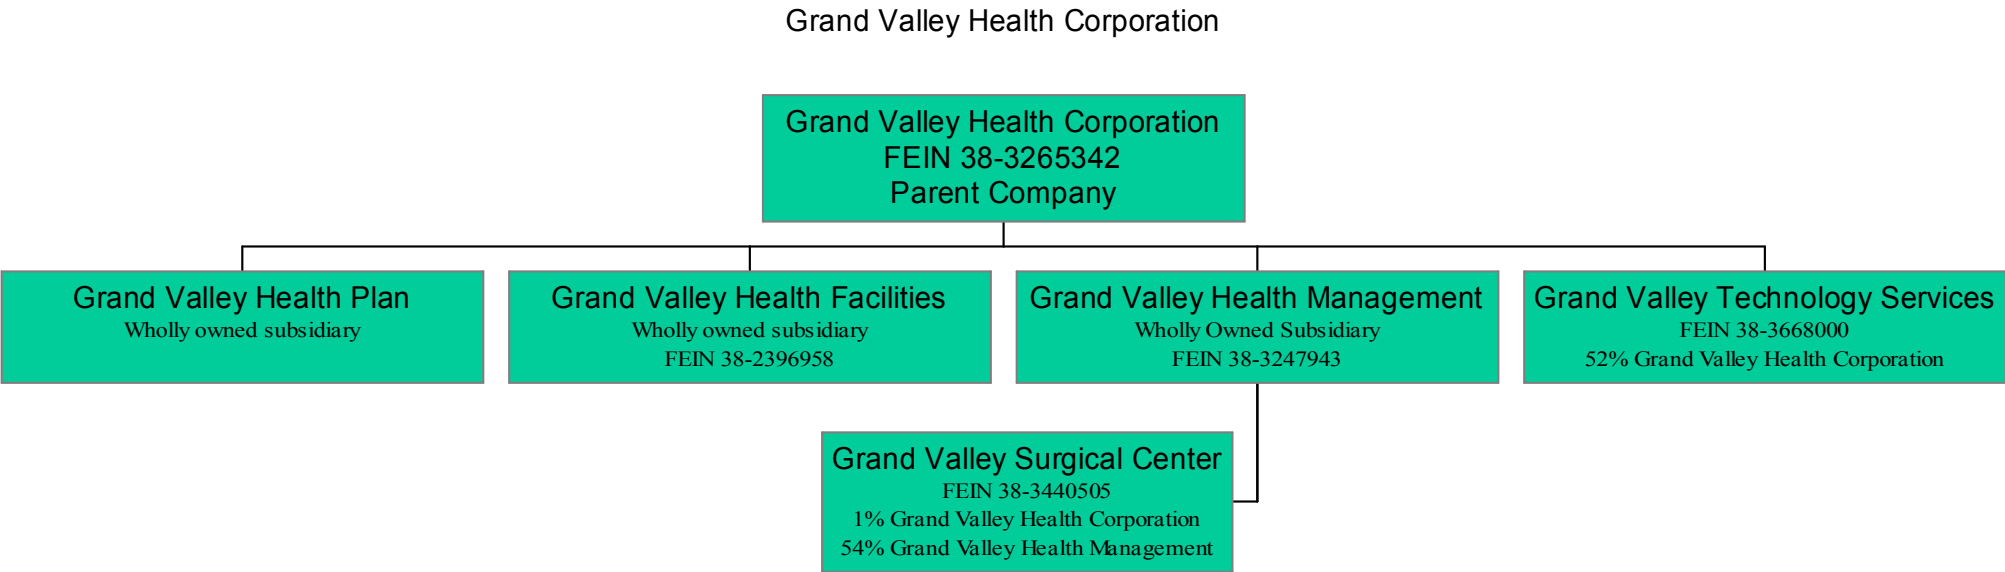 Grand Valley Health Corporation
Grand Valley Health Corporation
FEIN 38-3265342
Parent Company
Grand Valley Health Plan
Wholly owned subsidiary
Grand Valley Health Facilities
Wholly owned subsidiary
FEIN 38-2396958
Grand Valley Health Management
Wholly Owned Subsidiary
FEIN 38-3247943
Grand Valley Technology Services
FEIN 38-3668000
52% Grand Valley Health Corporation
Grand Valley Surgical Center
FEIN 38-3440505
1% Grand Valley Health Corporation
54% Grand Valley Health Management